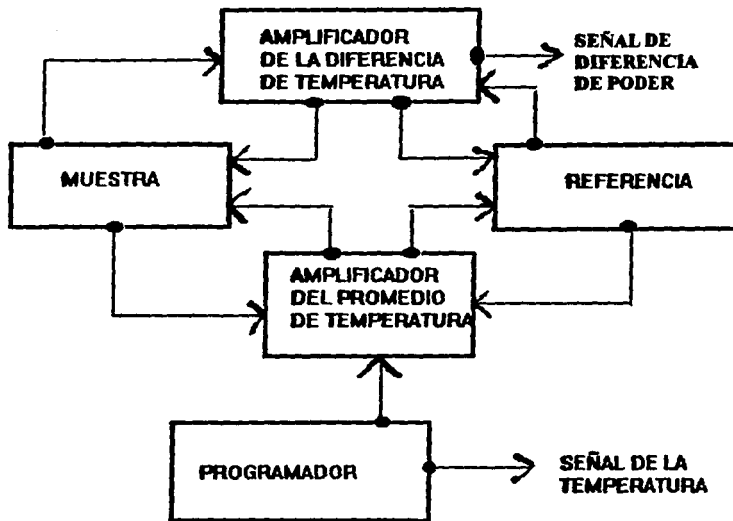 AMPLIFICADOR
DE LA DIFERENCIA
DE TEMPERATURA
SEÑAL DE
DIFERENCIA
DE PODER
MUESTRA
REFERENCIA
AMPLIFICADOR
DEL PROMEDIO
DE TEMPERATURA
PROGRAMADOR
SEÑAL DE LA
TEMPERATURA